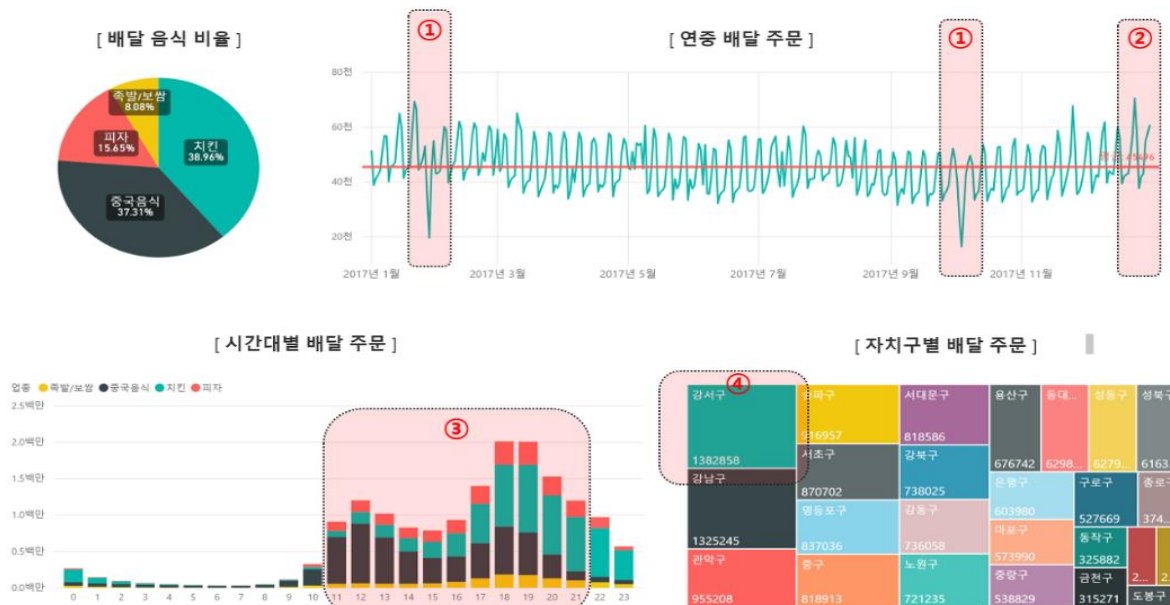 [ 배달 음식 비율 ]
족발/보쌈
8.08%
피자
15.65%
치킨
38.96%
중국음식
37.31%
[ 연중 배달 주문 ]
①
①
②
80천
60천
40천
20천
2017년 1월
2017년 3월
2017년 5월
2017년 7월
2017년 9월
2017년 11월
[ 시간대별 배달 주문 ]
업종 족발/보쌈 중국음식 치킨 피자
③
2.5백만
2.0백만
1.5백만
1.0백만
0.5백만
0.0백만
0 1 2 3 4 5 6 7 8 9 10 11 12 13 14 15 16 17 18 19 20 21 22 23
[ 자치구별 배달 주문 ]
④
강서구
1382858
강남구
1325245
관악구
955208
916957
서초구
870702
영등포구
837036
중구
818913
서대문구
818586
강북구
738025
강동구
736058
노원구
721235
용산구
676742
동대...
6298...
성동구
6279...
성북구
6163
은평구
603980
마포구
573990
중랑구
538829
구로구
527669
종로구
374...
동작구
325882
금천구
315271
2...
2.
도봉구